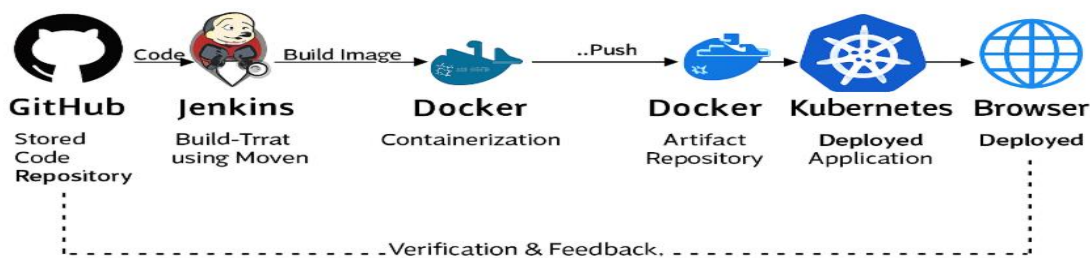 Code
Build Image
..Push
GitHub
Jenkins
Docker
Docker
Kubernetes
Browser
Stored
Code
Repository
Build-Trrat
using Moven
Containerization
Artifact
Repository
Deployed
Application
Deployed
Verification & Feedback.